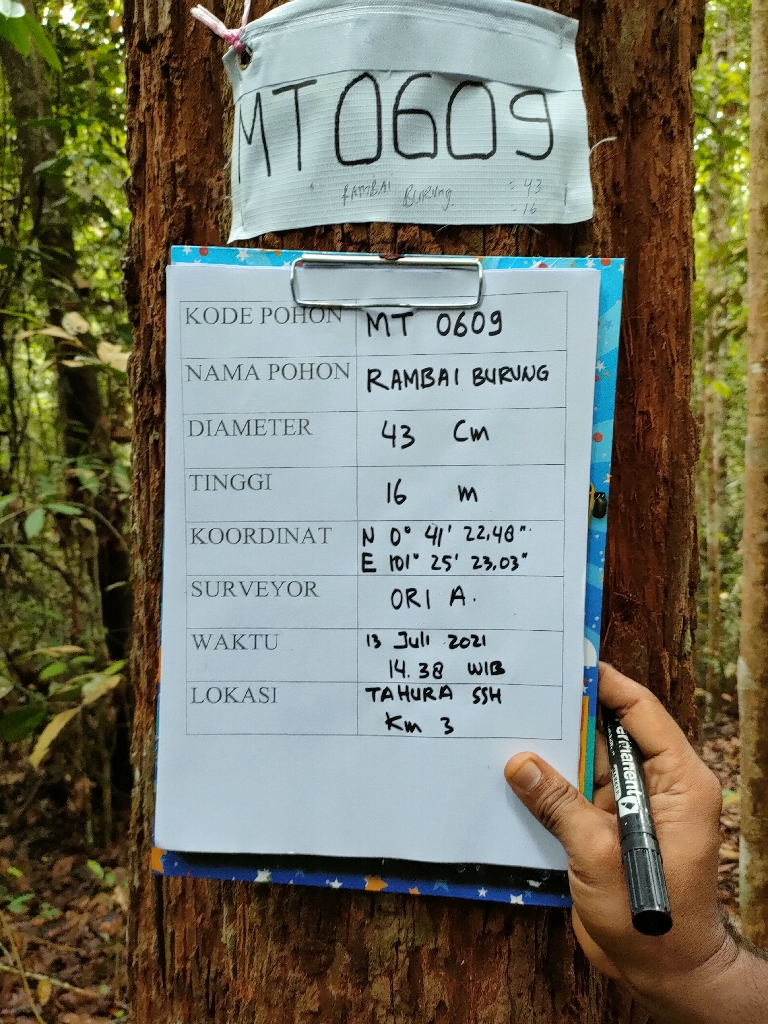 MT0609
RAMBAI BURUNG : 43
: 16
KODE POHON MT 0609
NAMA POHON RAMBAI BURUNG
DIAMETER 43 Cm
TINGGI 16 m
KOORDINAT N 0° 41' 22,48"
E 101° 25' 23,03"
SURVEYOR ORI A.
WAKTU 13 Juli 2021
14.38 WIB
LOKASI TAHURA SSH
Km 3
ermanent